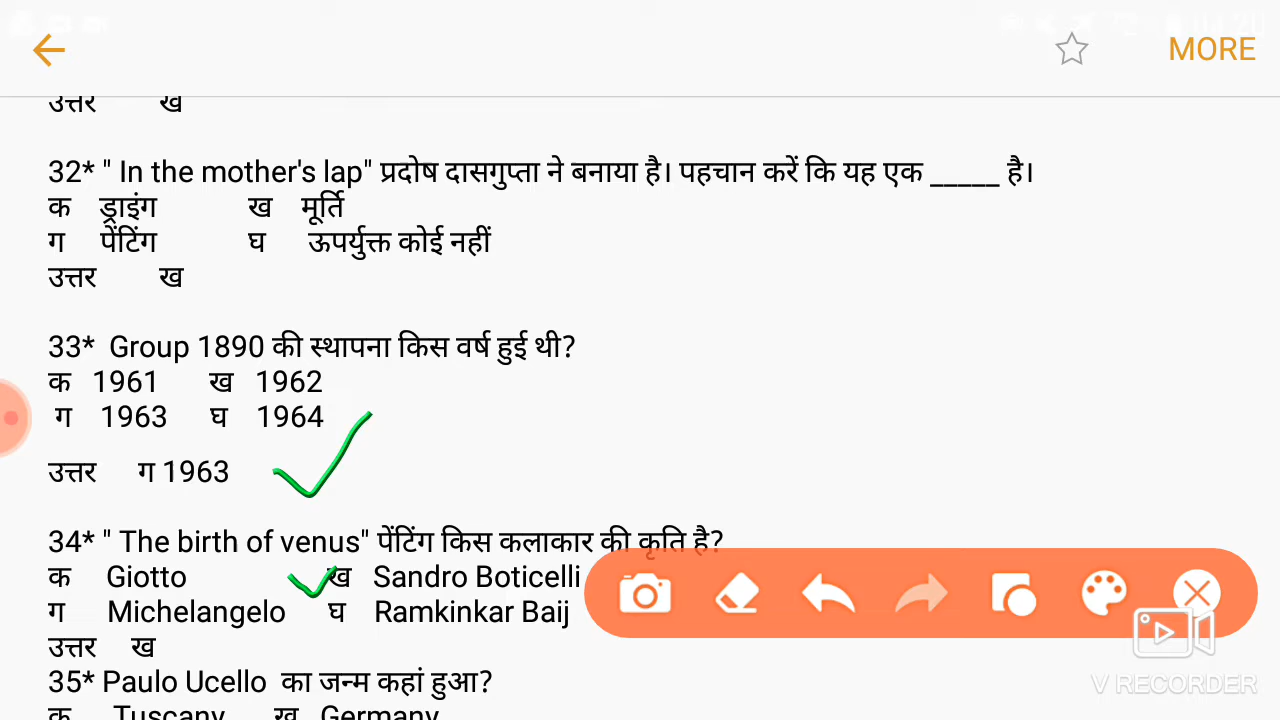 MORE
उत्तर ख
32* " In the mother's lap" प्रदोष दासगुप्ता ने बनाया है। पहचान करें कि यह एक _____ है।
क ड्राइंग ख मूर्ति
ग पेंटिंग घ ऊपर्युक्त कोई नहीं
उत्तर ख
33* Group 1890 की स्थापना किस वर्ष हुई थी?
क 1961 ख 1962
ग 1963 घ 1964
उत्तर ग 1963
34* " The birth of venus" पेंटिंग किस कलाकार की कृति है?
क Giotto ख Sandro Boticelli
ग Michelangelo घ Ramkinkar Baij
उत्तर ख
35* Paulo Ucello का जन्म कहां हुआ?
क Tuscany ख Germany
V RECORDER